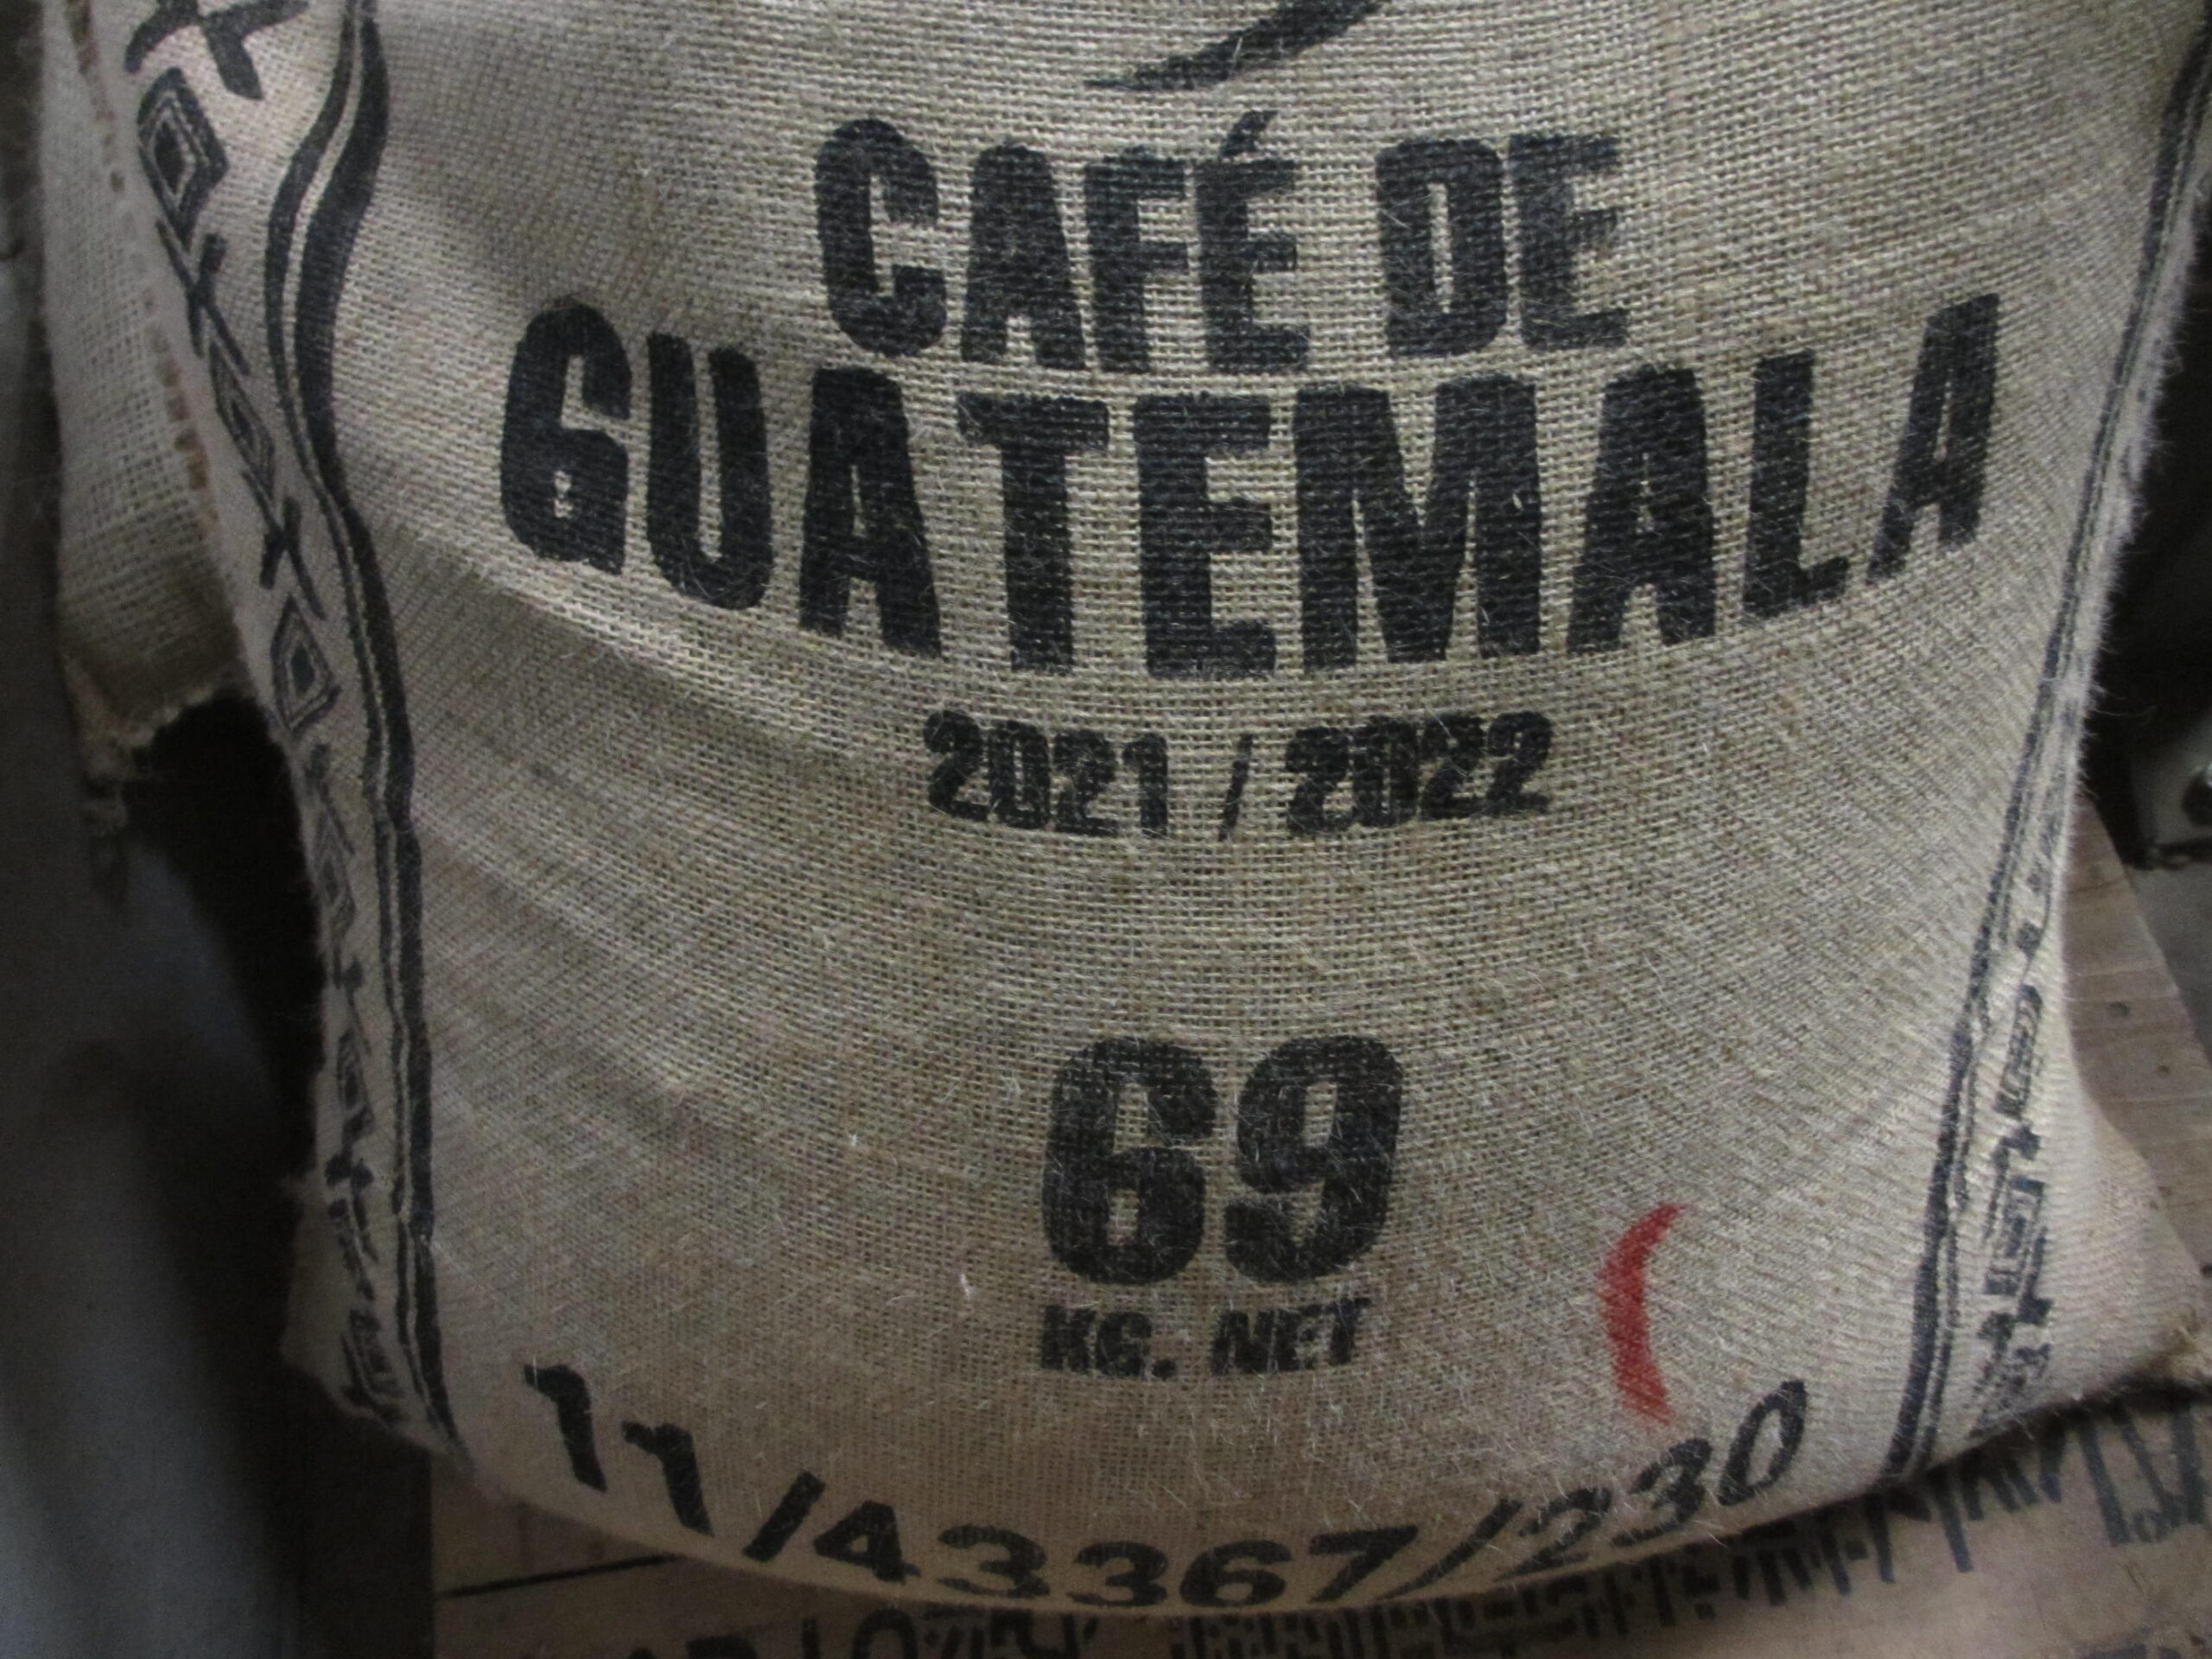 CAFÉ DE
GUATEMALA
2021 / 2022
69
KG. NET
11/43367/230